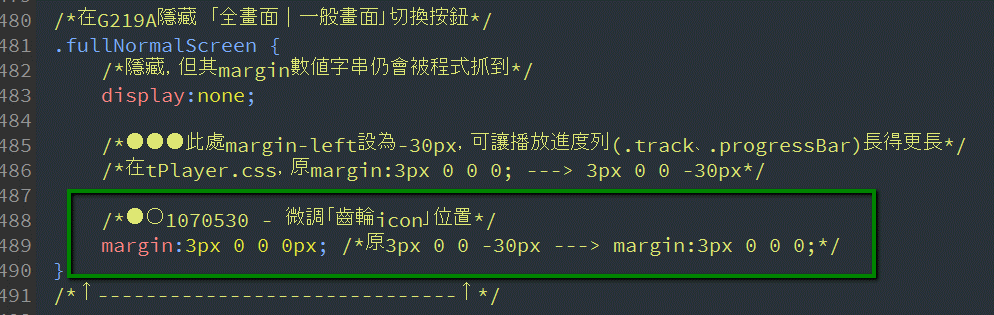 480 /*在G219A隱藏 「全畫面｜一般畫面」切換按鈕*/
481 .fullNormalScreen {
482 /*隱藏，但其margin數值字串仍會被程式抓到*/
483 display:none;
484
485 /*●●●此處margin-left設為-30px，可讓播放進度列(.track、.progressBar)長得更長*/
486 /*在tPlayer.css，原margin:3px 0 0 0; ---> 3px 0 0 -30px*/
487
488 /*●○1070530 - 微調「齒輪icon」位置*/
489 margin:3px 0 0 0px; /*原3px 0 0 -30px ---> margin:3px 0 0 0;*/
490 }
491 /*↑------------------------------↑*/